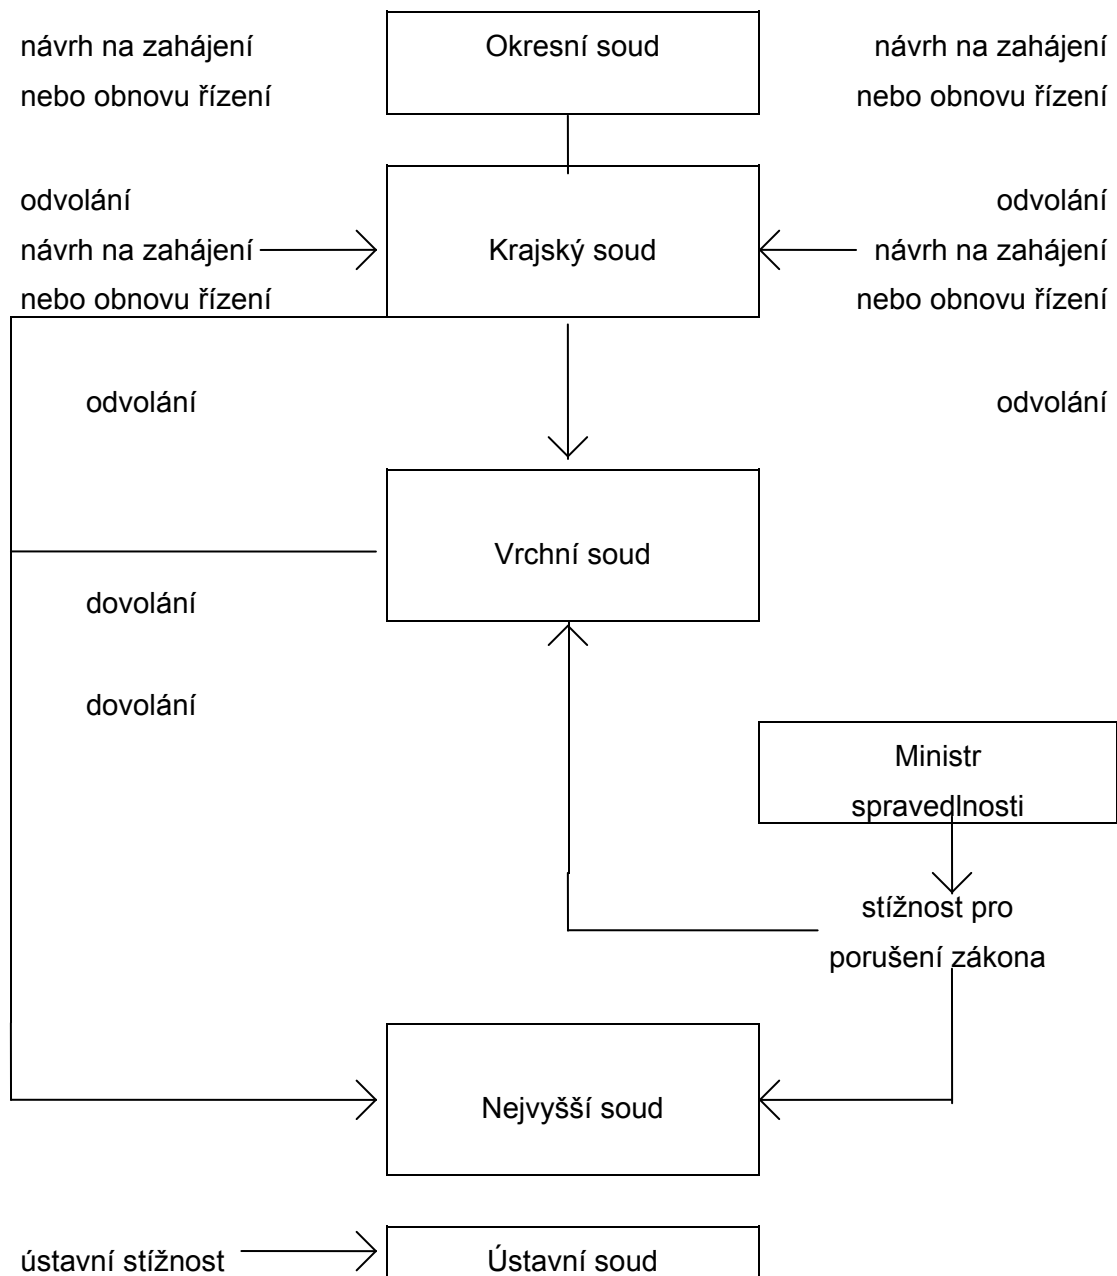 návrh na zahájení
Okresní soud
návrh na zahájení
nebo obnovu řízení
nebo obnovu řízení
odvolání
odvolání
návrh na zahájení
Krajský soud
návrh na zahájení
nebo obnovu řízení
nebo obnovu řízení
odvolání
odvolání
Vrchní soud
dovolání
dovolání
Ministr
spravedlnosti
stížnost pro
porušení zákona
Nejvyšší soud
ústavní stížnost
Ústavní soud